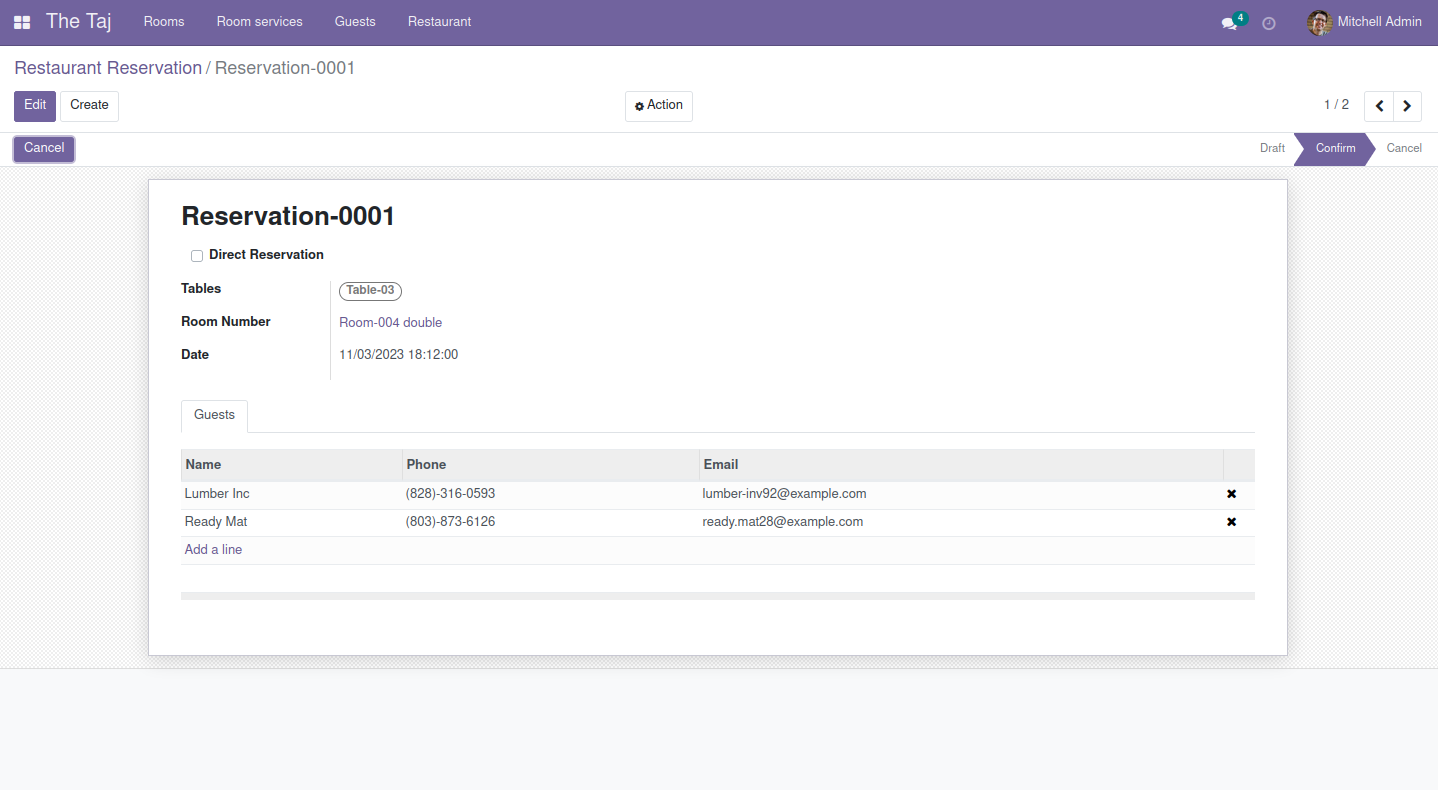 The Taj Rooms Room services Guests Restaurant 4 Mitchell Admin
Restaurant Reservation / Reservation-0001
Edit Create Action 1 / 2
Cancel Draft Confirm Cancel
Reservation-0001
Direct Reservation
Tables Table-03
Room Number Room-004 double
Date 11/03/2023 18:12:00
Guests
Name Phone Email
Lumber Inc (828)-316-0593 lumber-inv92@example.com
Ready Mat (803)-873-6126 ready.mat28@example.com
Add a line